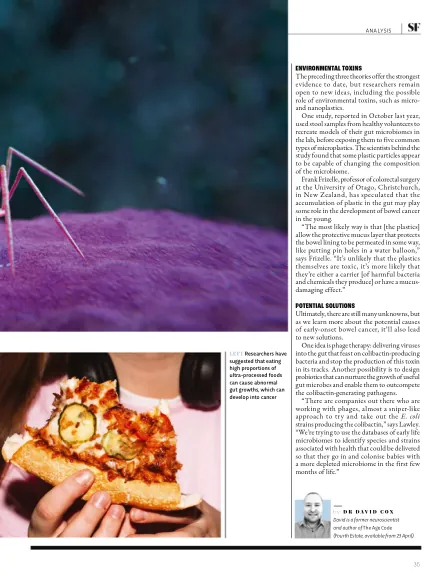 ANALYSIS
SF
ENVIRONMENTAL TOXINS
The preceding three theories offer the strongest
evidence to date, but researchers remain
open to new ideas, including the possible
role of environmental toxins, such as micro-
and nanoplastics.
One study, reported in October last year,
used stool samples from healthy volunteers to
recreate models of their gut microbiomes in
the lab, before exposing them to five common
types of microplastics. The scientists behind the
study found that some plastic particles appear
to be capable of changing the composition
of the microbiome.
Frank Frizelle, professor of colorectal surgery
at the University of Otago, Christchurch,
in New Zealand, has speculated that the
accumulation of plastic in the gut may play
some role in the development of bowel cancer
in the young.
“The most likely way is that [the plastics]
allow the protective mucus layer that protects
the bowel lining to be permeated in some way,
like putting pin holes in a water balloon,”
says Frizelle. “It's unlikely that the plastics
themselves are toxic, it's more likely that
they're either a carrier [of harmful bacteria
and chemicals they produce] or have a mucus-
damaging effect.”
POTENTIAL SOLUTIONS
Ultimately, there are still many unknowns, but
as we learn more about the potential causes
of early-onset bowel cancer, it'll also lead
to new solutions.
One idea is phage therapy: delivering viruses
into the gut that feast on colibactin-producing
bacteria and stop the production of this toxin
in its tracks. Another possibility is to design
probiotics that can nurture the growth of useful
gut microbes and enable them to outcompete
the colibactin-generating pathogens.
“There are companies out there who are
working with phages, almost a sniper-like
approach to try and take out the E. coli
strains producing the colibactin,” says Lawley.
“We're trying to use the databases of early life
microbiomes to identify species and strains
associated with health that could be delivered
so that they go in and colonise babies with
a more depleted microbiome in the first few
months of life.”
LEFT Researchers have
suggested that eating
high proportions of
ultra-processed foods
can cause abnormal
gut growths, which can
develop into cancer
by DR DAVID COX
David is a former neuroscientist
and author of The Age Code
(Fourth Estate, available from 23 April).